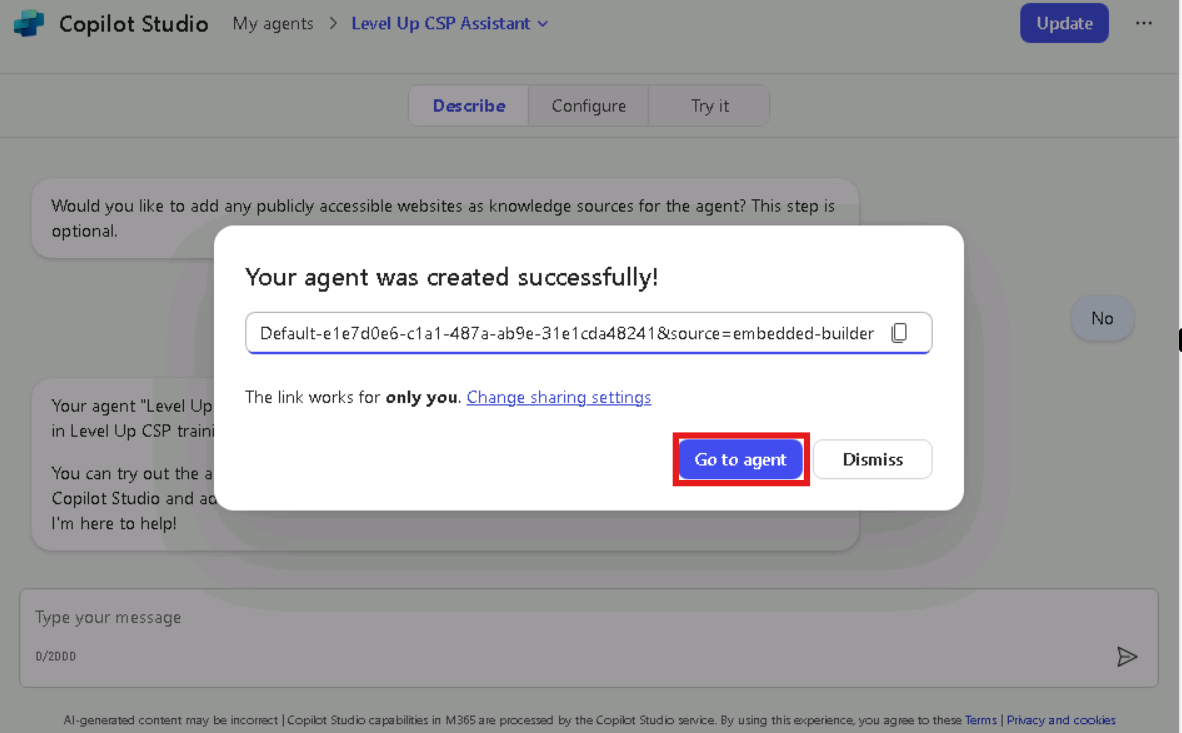 Copilot Studio My agents > Level Up CSP Assistant
Update ...
Describe Configure Try it
Would you like to add any publicly accessible websites as knowledge sources for the agent? This step is
optional.
Your agent was created successfully!
Default-e1e7d0e6-c1a1-487a-ab9e-31e1cda48241&source=embedded-builder
No
The link works for only you. Change sharing settings
Your agent "Level Up
in Level Up CSP traini
Go to agent Dismiss
You can try out the a
Copilot Studio and ad
I'm here to help!
Type your message
0/2000
AI-generated content may be incorrect | Copilot Studio capabilities in M365 are processed by the Copilot Studio service. By using this experience, you agree to these Terms | Privacy and cookies